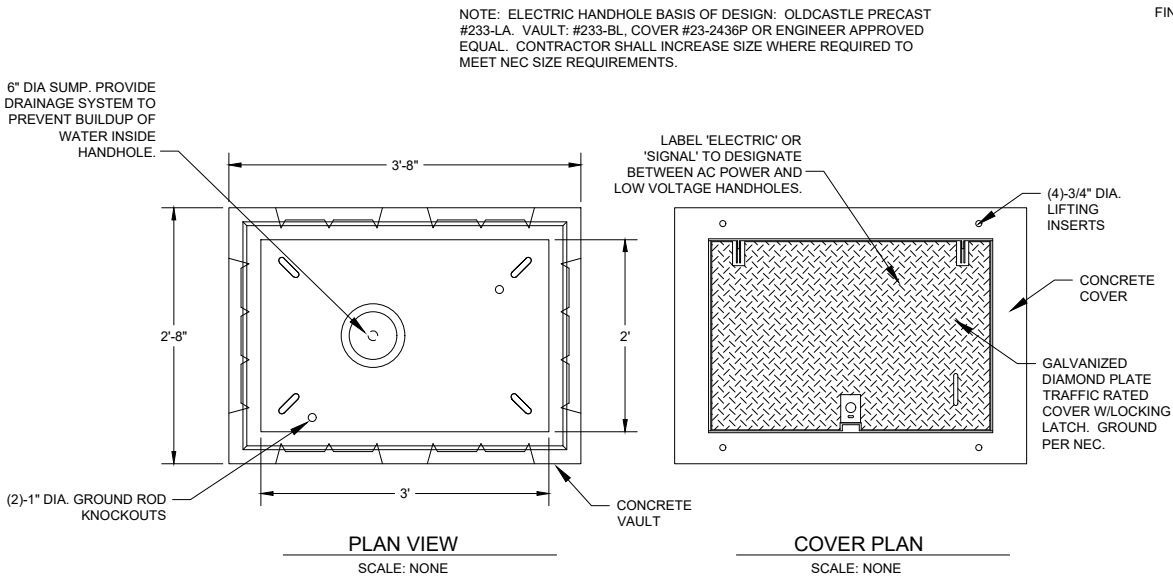 NOTE: ELECTRIC HANDHOLE BASIS OF DESIGN: OLDCASTLE PRECAST
#233-LA. VAULT: #233-BL, COVER #23-2436P OR ENGINEER APPROVED
EQUAL. CONTRACTOR SHALL INCREASE SIZE WHERE REQUIRED TO
MEET NEC SIZE REQUIREMENTS.
6" DIA SUMP. PROVIDE
DRAINAGE SYSTEM TO
PREVENT BUILDUP OF
WATER INSIDE
HANDHOLE.
3'-8"
2'-8"
2'
3'
(2)-1" DIA. GROUND ROD
KNOCKOUTS
CONCRETE
VAULT
PLAN VIEW
SCALE: NONE
LABEL 'ELECTRIC' OR
'SIGNAL' TO DESIGNATE
BETWEEN AC POWER AND
LOW VOLTAGE HANDHOLES.
(4)-3/4" DIA.
LIFTING
INSERTS
CONCRETE
COVER
GALVANIZED
DIAMOND PLATE
TRAFFIC RATED
COVER W/LOCKING
LATCH. GROUND
PER NEC.
COVER PLAN
SCALE: NONE